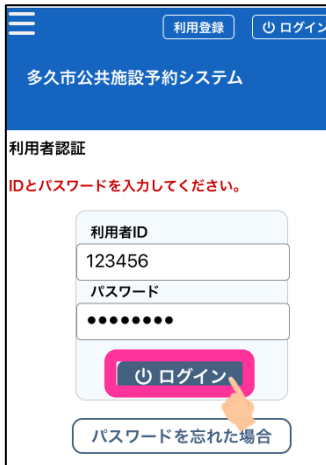 利用登録 ログイン
多久市公共施設予約システム
利用者認証
IDとパスワードを入力してください。
利用者ID
123456
パスワード
●●●●●●●●
ログイン
パスワードを忘れた場合